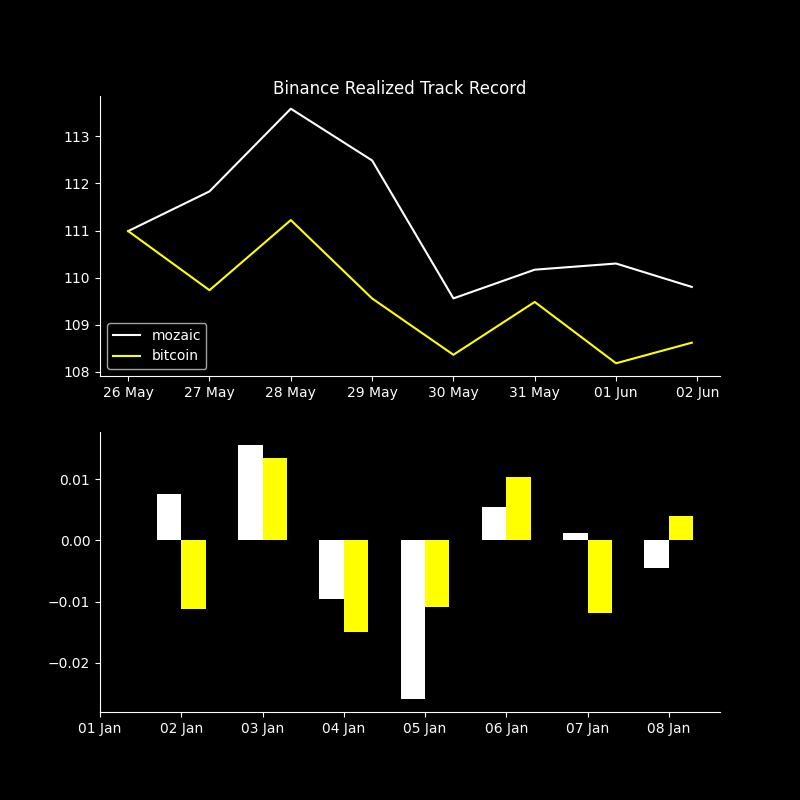 Binance Realized Track Record
113
112
111
110
109
108
mozaic
bitcoin
26 May 27 May 28 May 29 May 30 May 31 May 01 Jun 02 Jun
0.01
0.00
−0.01
−0.02
01 Jan 02 Jan 03 Jan 04 Jan 05 Jan 06 Jan 07 Jan 08 Jan